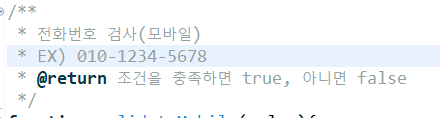 /**
* 전화번호 검사(모바일)
* EX) 010-1234-5678
* @return 조건을 충족하면 true, 아니면 false
*/